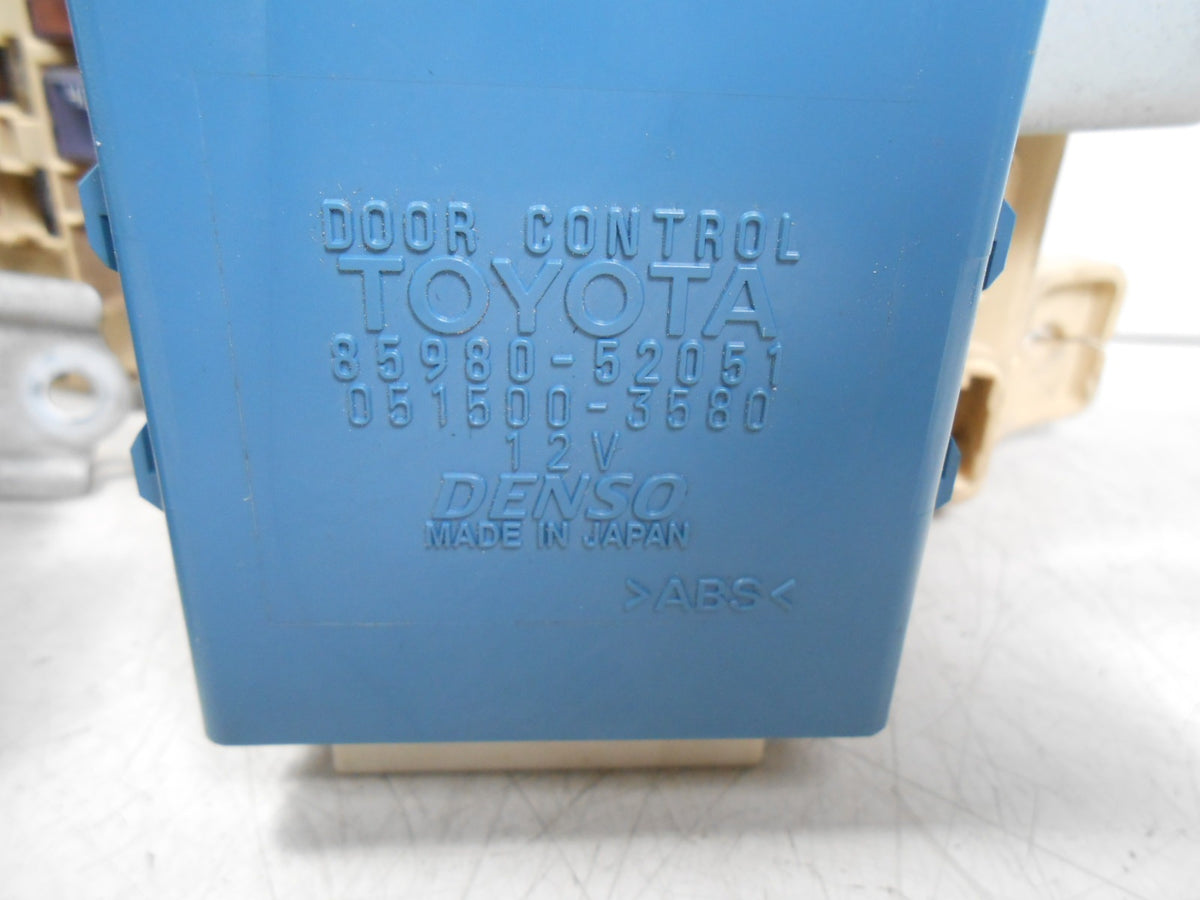 DOOR CONTROL
TOYOTA
85980-52051
051500-3580
12V
DENSO
MADE IN JAPAN
>ABS<